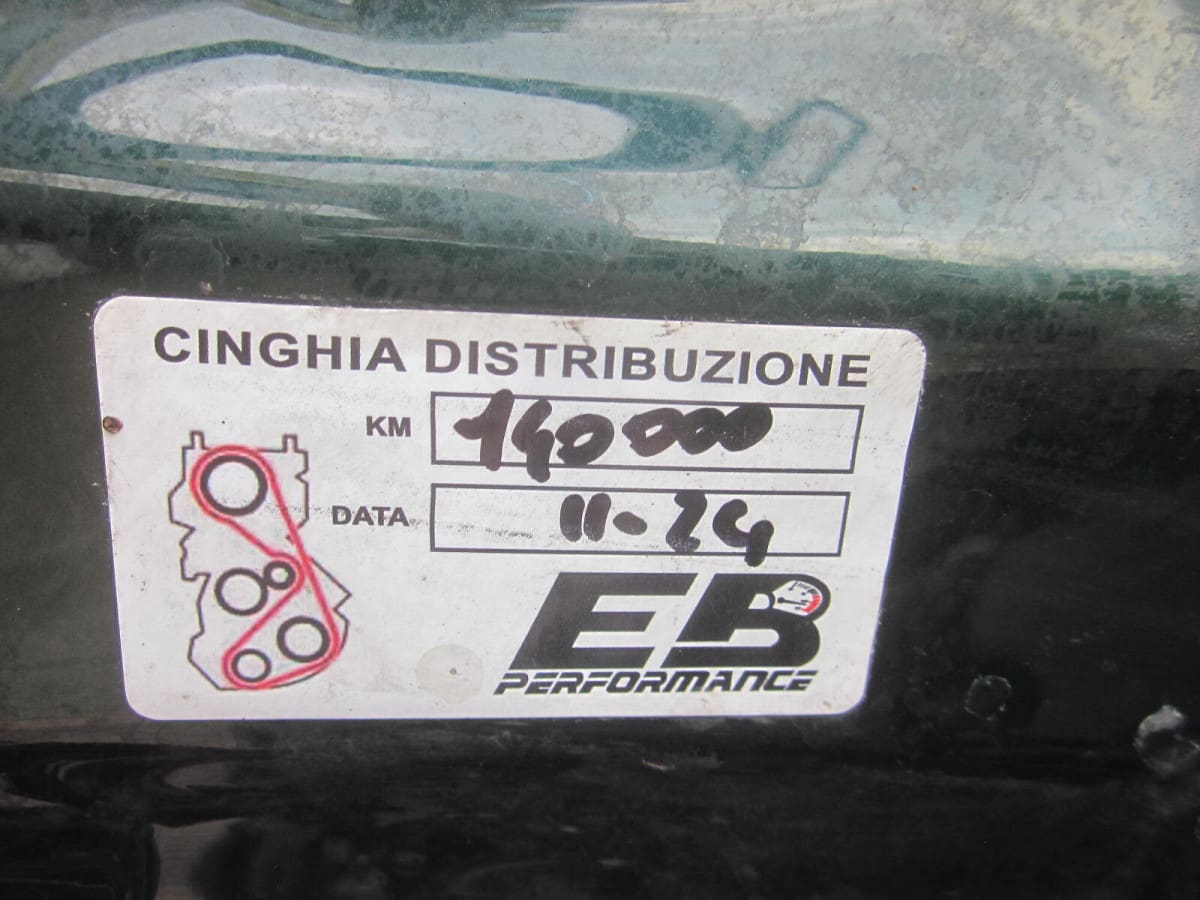 CINGHIA DISTRIBUZIONE
KM 140000
DATA 11-24
EB
PERFORMANCE